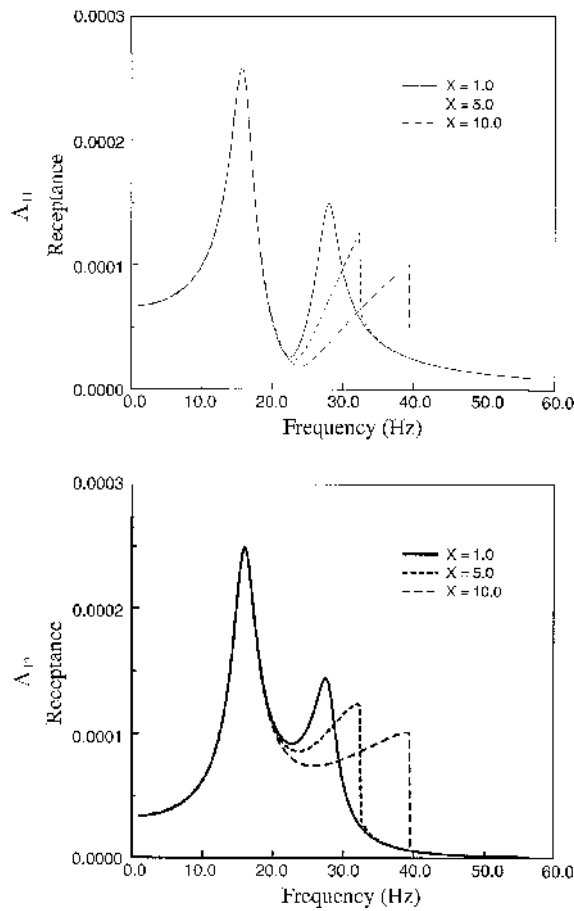 0.0003
0.0002
0.0001
0.0000
A₁₁
Receptance
X = 1.0
X = 5.0
X = 10.0
0.0 10.0 20.0 30.0 40.0 50.0 60.0
Frequency (Hz)
0.0003
0.0002
0.0001
0.0000
Receptance
X = 1.0
X = 5.0
X = 10.0
0.0 10.0 20.0 30.0 40.0 50.0 60.0
Frequency (Hz)